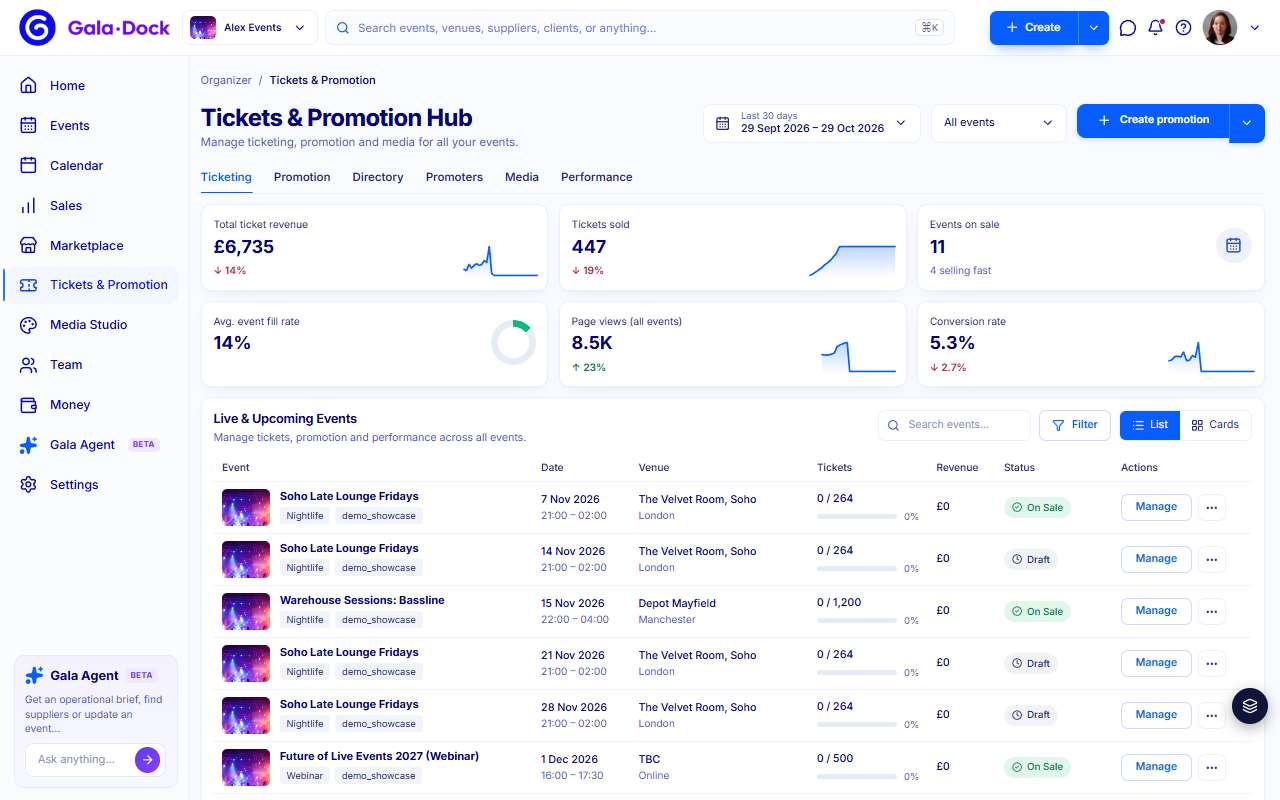 Gala·Dock
Alex Events
Search events, venues, suppliers, clients, or anything...
⌘K
+ Create
Home
Events
Calendar
Sales
Marketplace
Tickets & Promotion
Media Studio
Team
Money
Gala Agent BETA
Settings
Gala Agent BETA
Get an operational brief, find
suppliers or update an
event...
Ask anything...
Organizer / Tickets & Promotion
Tickets & Promotion Hub
Manage ticketing, promotion and media for all your events.
Last 30 days
29 Sept 2026 – 29 Oct 2026
All events
+ Create promotion
Ticketing Promotion Directory Promoters Media Performance
Total ticket revenue
£6,735
↓ 14%
Tickets sold
447
↓ 19%
Events on sale
11
4 selling fast
Avg. event fill rate
14%
Page views (all events)
8.5K
↑ 23%
Conversion rate
5.3%
↓ 2.7%
Live & Upcoming Events
Manage tickets, promotion and performance across all events.
Search events...
Filter
List
Cards
Event Date Venue Tickets Revenue Status Actions
Soho Late Lounge Fridays
Nightlife demo_showcase
7 Nov 2026
21:00 – 02:00
The Velvet Room, Soho
London
0 / 264
0%
£0
On Sale
Manage
Soho Late Lounge Fridays
Nightlife demo_showcase
14 Nov 2026
21:00 – 02:00
The Velvet Room, Soho
London
0 / 264
0%
£0
Draft
Manage
Warehouse Sessions: Bassline
Nightlife demo_showcase
15 Nov 2026
22:00 – 04:00
Depot Mayfield
Manchester
0 / 1,200
0%
£0
On Sale
Manage
Soho Late Lounge Fridays
Nightlife demo_showcase
21 Nov 2026
21:00 – 02:00
The Velvet Room, Soho
London
0 / 264
0%
£0
Draft
Manage
Soho Late Lounge Fridays
Nightlife demo_showcase
28 Nov 2026
21:00 – 02:00
The Velvet Room, Soho
London
0 / 264
0%
£0
Draft
Manage
Future of Live Events 2027 (Webinar)
Webinar demo_showcase
1 Dec 2026
16:00 – 17:30
TBC
Online
0 / 500
0%
£0
On Sale
Manage